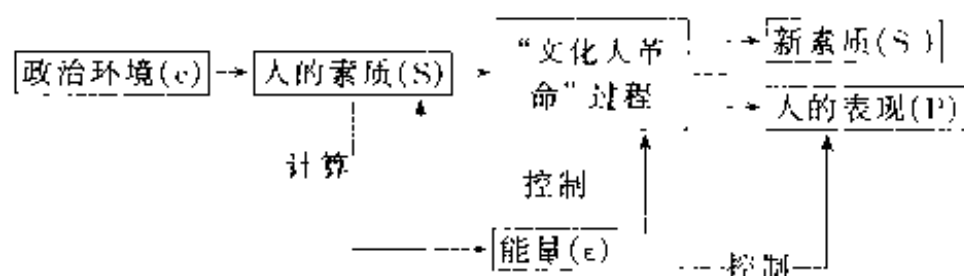 政治环境(e)
人的素质(S)
“文化人革
命”过程
新素质(S )
人的表现(P)
计算
控制
能量(ε)
控制